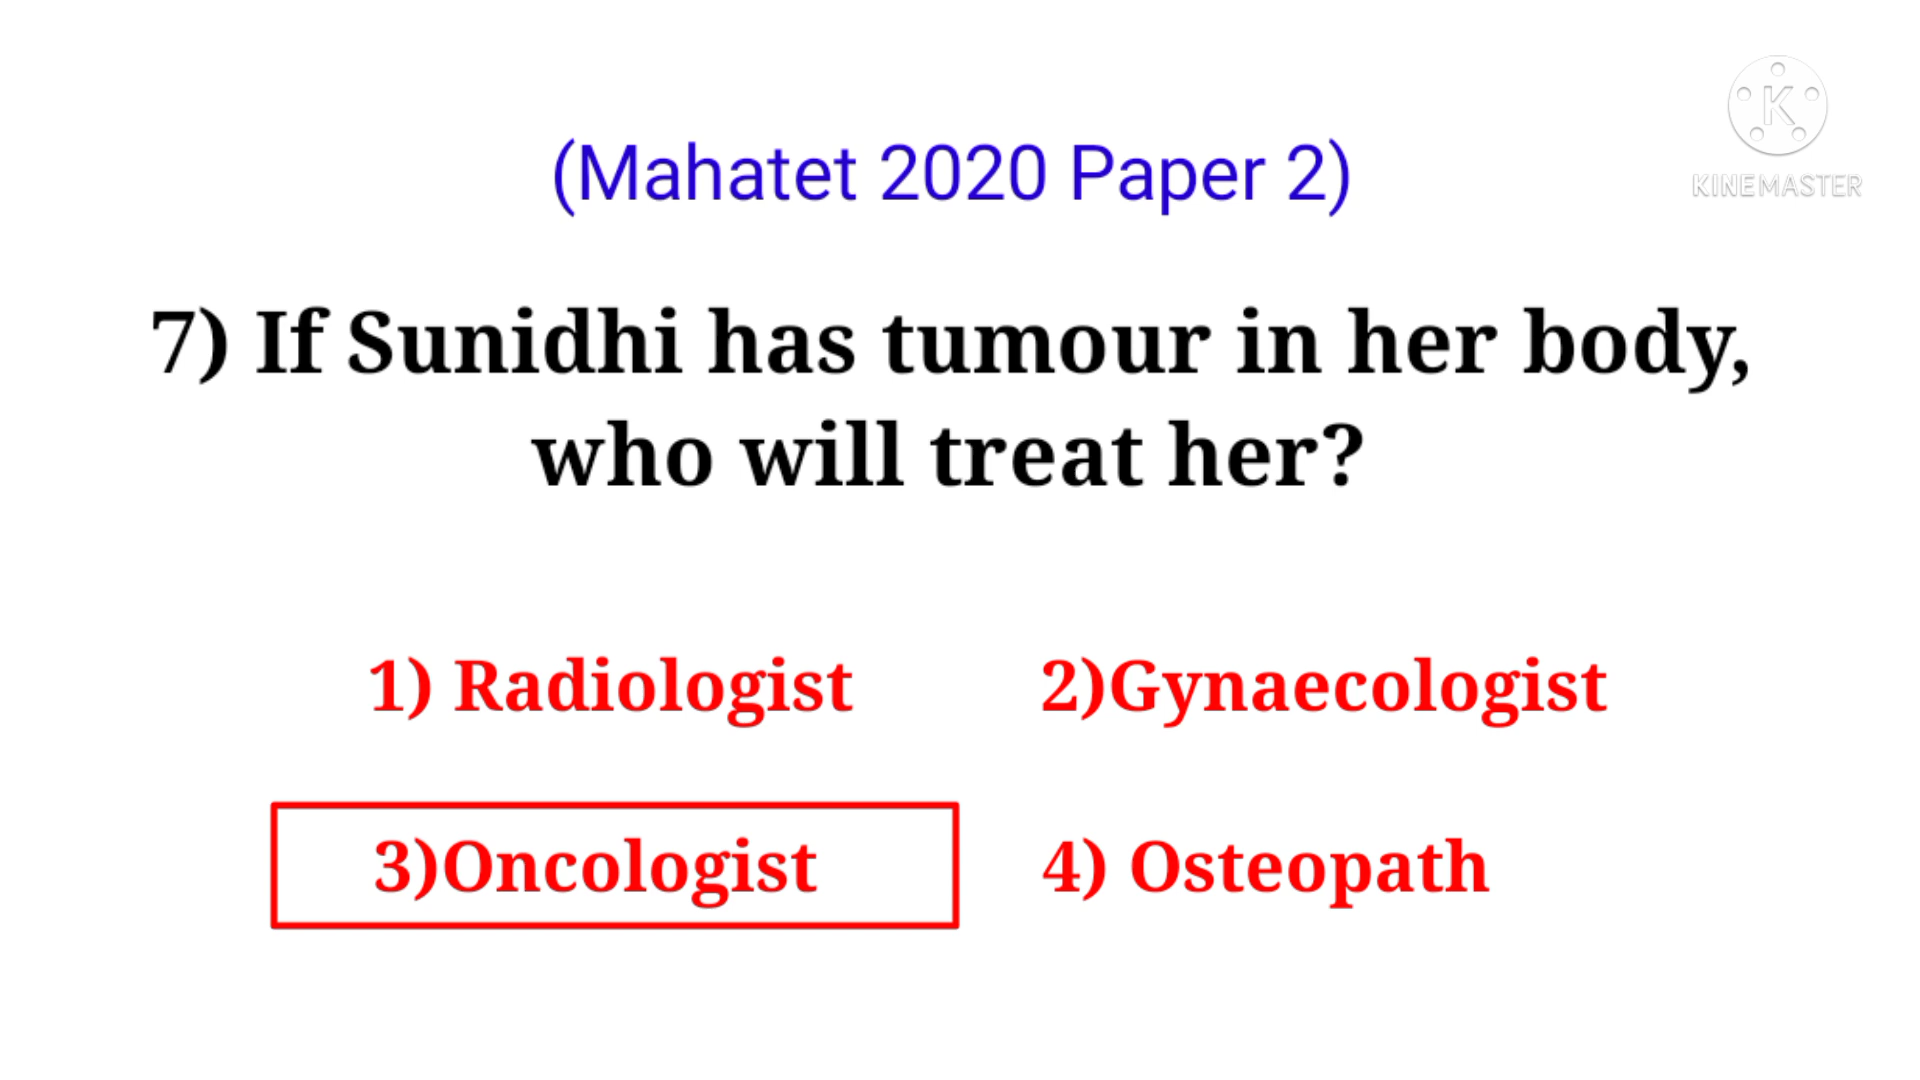 K
KINEMASTER
(Mahatet 2020 Paper 2)
7) If Sunidhi has tumour in her body,
who will treat her?
1) Radiologist 2)Gynaecologist
3)Oncologist 4) Osteopath